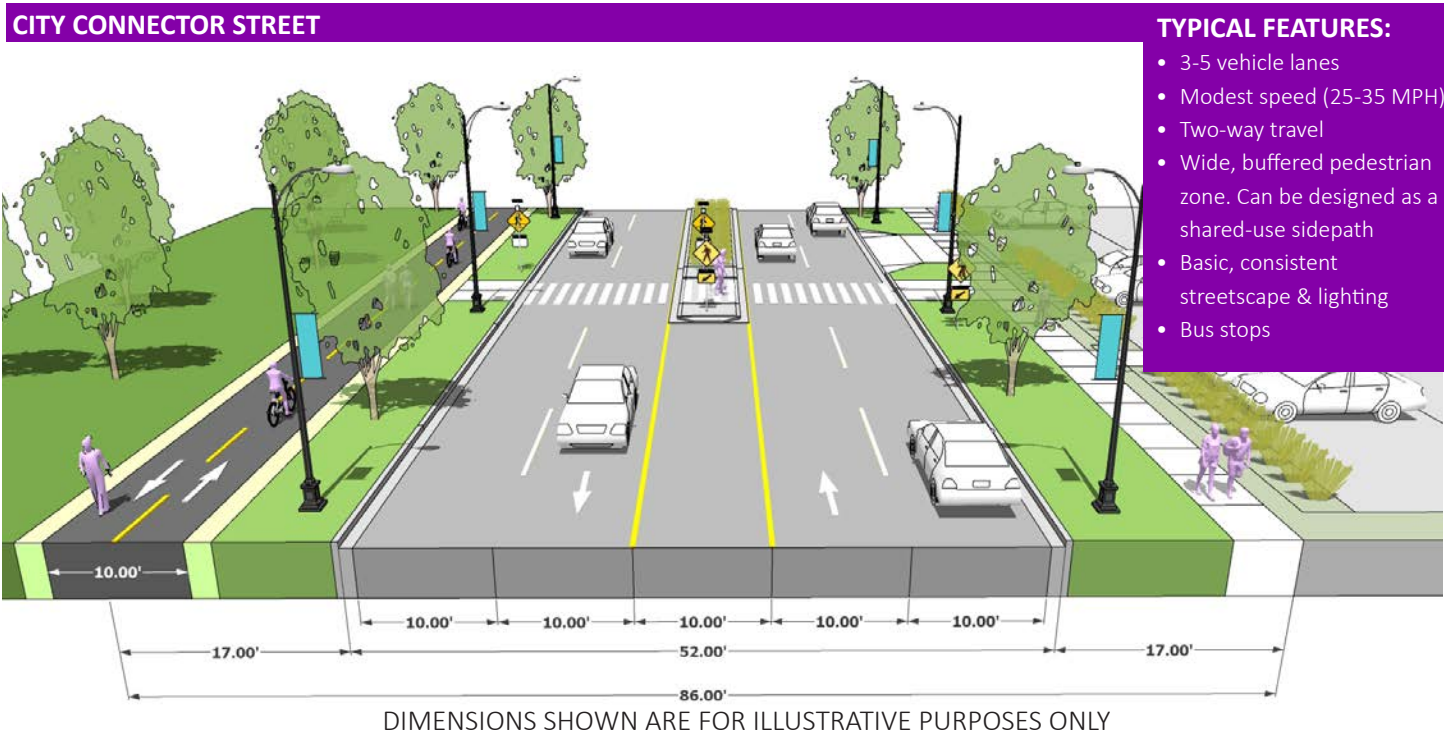 CITY CONNECTOR STREET
TYPICAL FEATURES:
• 3-5 vehicle lanes
• Modest speed (25-35 MPH)
• Two-way travel
• Wide, buffered pedestrian
zone. Can be designed as a
shared-use sidepath
• Basic, consistent
streetscape & lighting
• Bus stops
10.00'
10.00' 10.00' 10.00' 10.00' 10.00'
17.00' 52.00' 17.00'
86.00'
DIMENSIONS SHOWN ARE FOR ILLUSTRATIVE PURPOSES ONLY